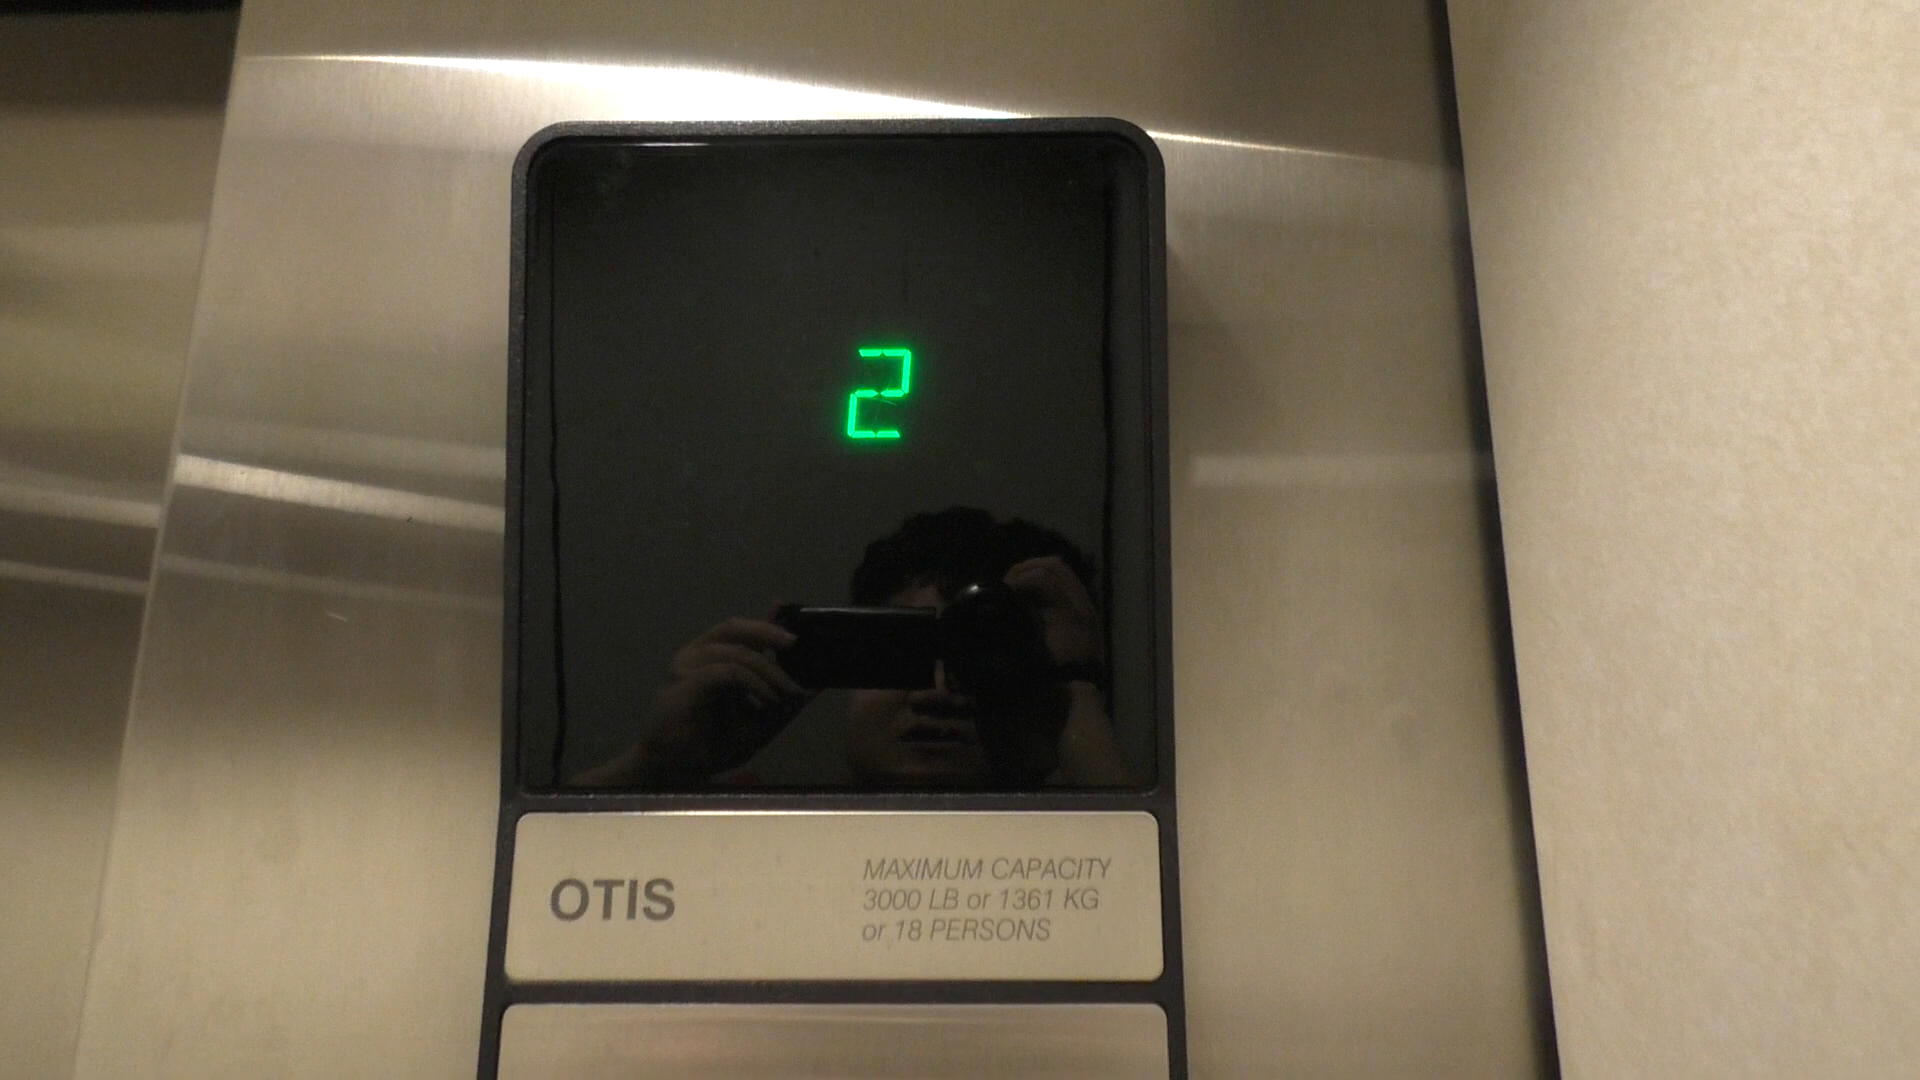 2
OTIS
MAXIMUM CAPACITY
3000 LB or 1361 KG
or 18 PERSONS